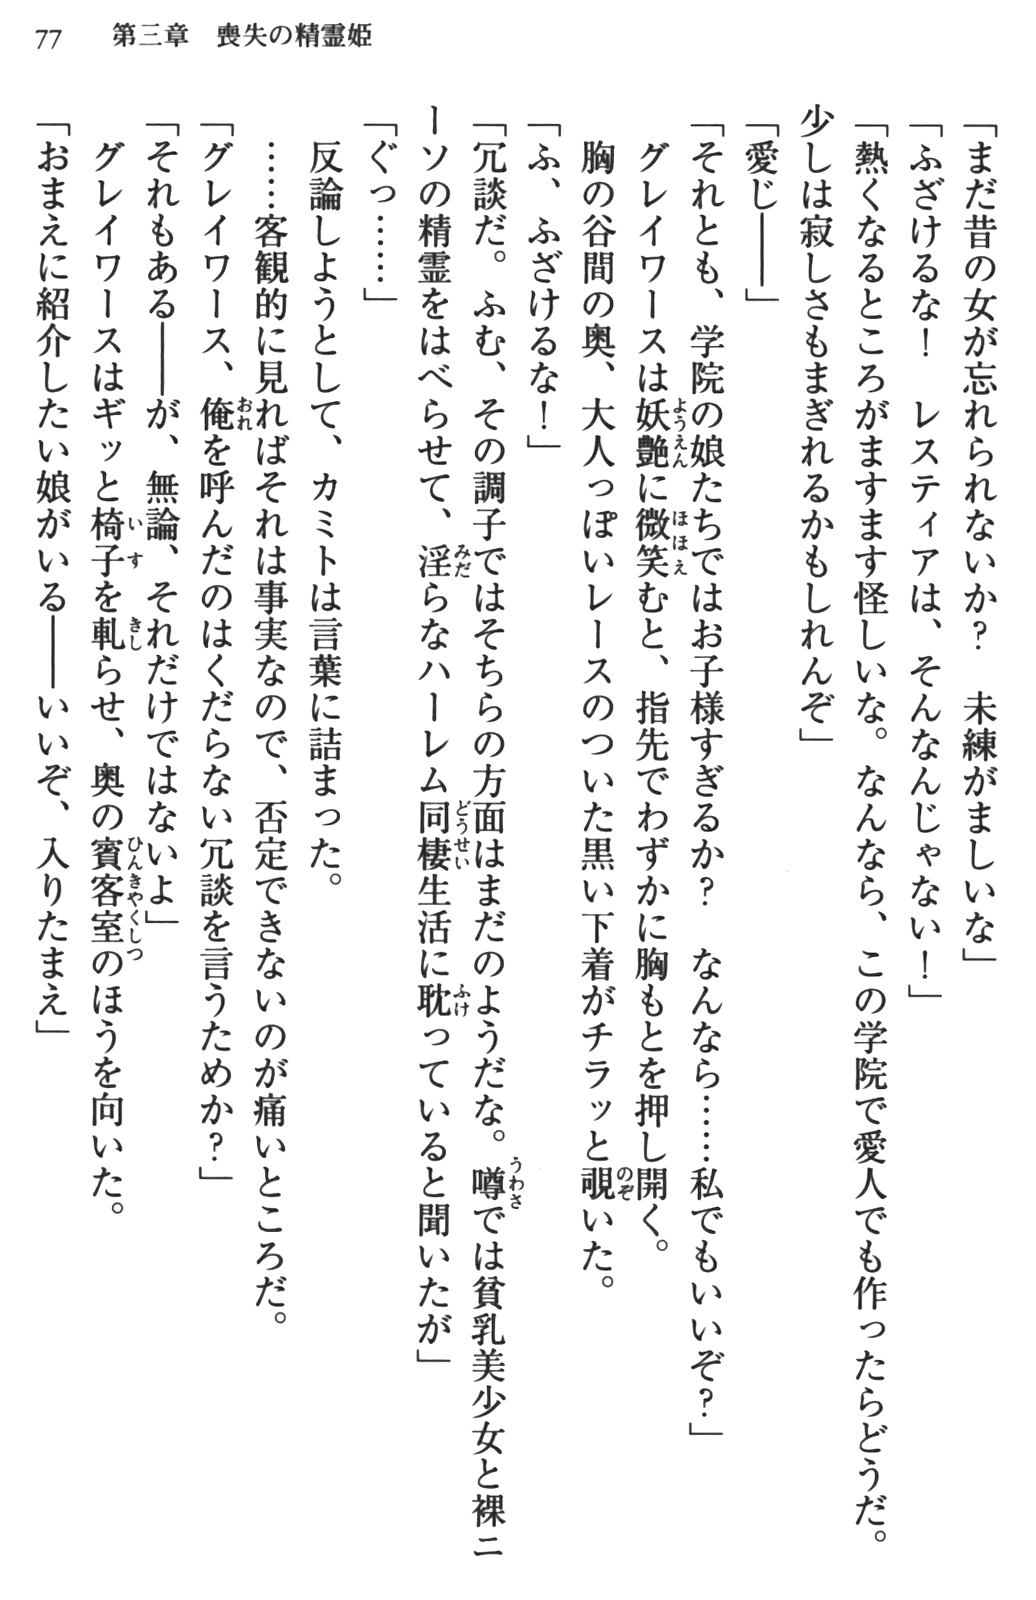 77　第三章　喪失の精霊姫
「まだ昔の女が忘れられないか？　未練がましいな」
「ふざけるな！　レスティアは、そんなんじゃない！」
「熱くなるところがますます怪しいな。なんなら、この学院で愛人でも作ったらどうだ。
少しは寂しさもまぎれるかもしれんぞ」
「愛じ――」
「それとも、学院の娘たちではお子様すぎるか？　なんなら……私でもいいぞ？」
　グレイワースは妖艶に微笑むと、指先でわずかに胸もとを押し開く。
　胸の谷間の奥、大人っぽいレースのついた黒い下着がチラッと覗いた。
「ふ、ふざけるな！」
「冗談だ。ふむ、その調子ではそちらの方面はまだのようだな。噂では貧乳美少女と裸ニ
ーソの精霊をはべらせて、淫らなハーレム同棲生活に耽っていると聞いたが」
「ぐっ……」
　反論しようとして、カミトは言葉に詰まった。
　……客観的に見ればそれは事実なので、否定できないのが痛いところだ。
「グレイワース、俺を呼んだのはくだらない冗談を言うためか？」
「それもある――が、無論、それだけではないよ」
　グレイワースはギッと椅子を軋らせ、奥の賓客室のほうを向いた。
「おまえに紹介したい娘がいる――いいぞ、入りたまえ」